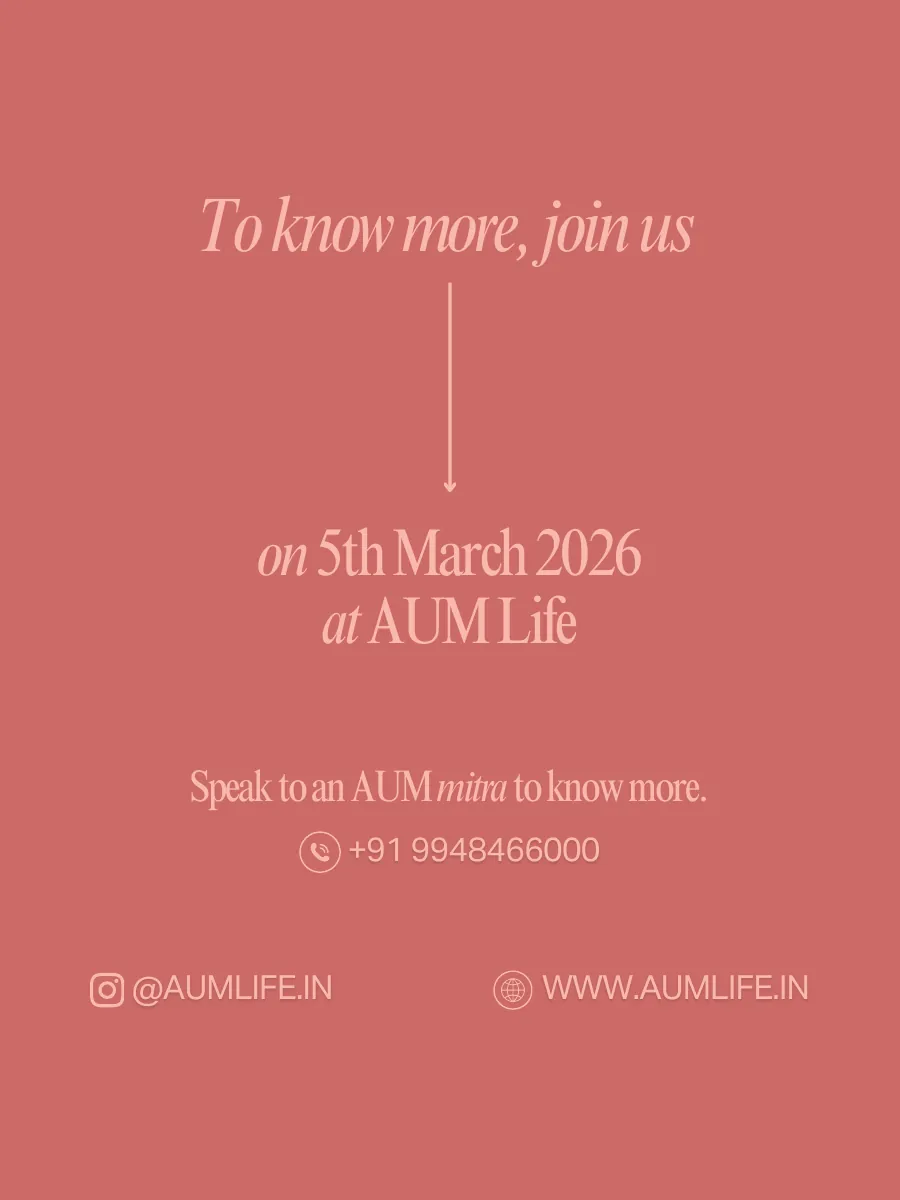 To know more, join us
on 5th March 2026
at AUM Life
Speak to an AUM mitra to know more.
+91 9948466000
@AUMLIFE.IN
WWW.AUMLIFE.IN